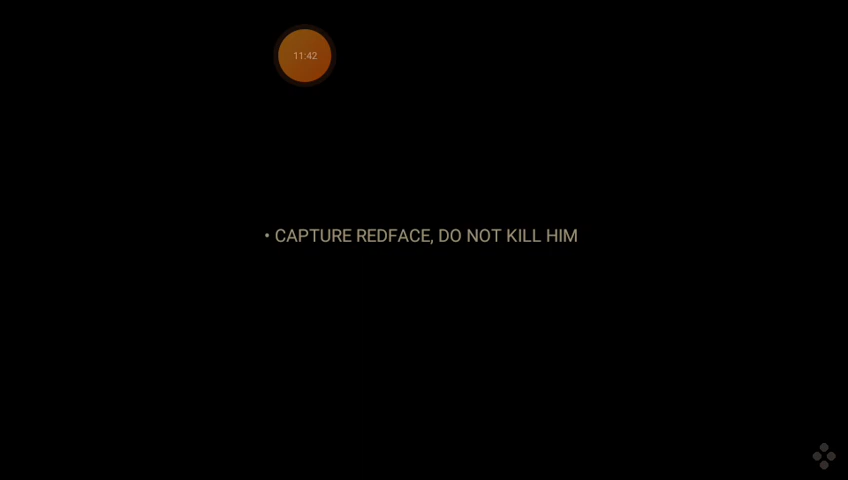 11:42
• CAPTURE REDFACE, DO NOT KILL HIM